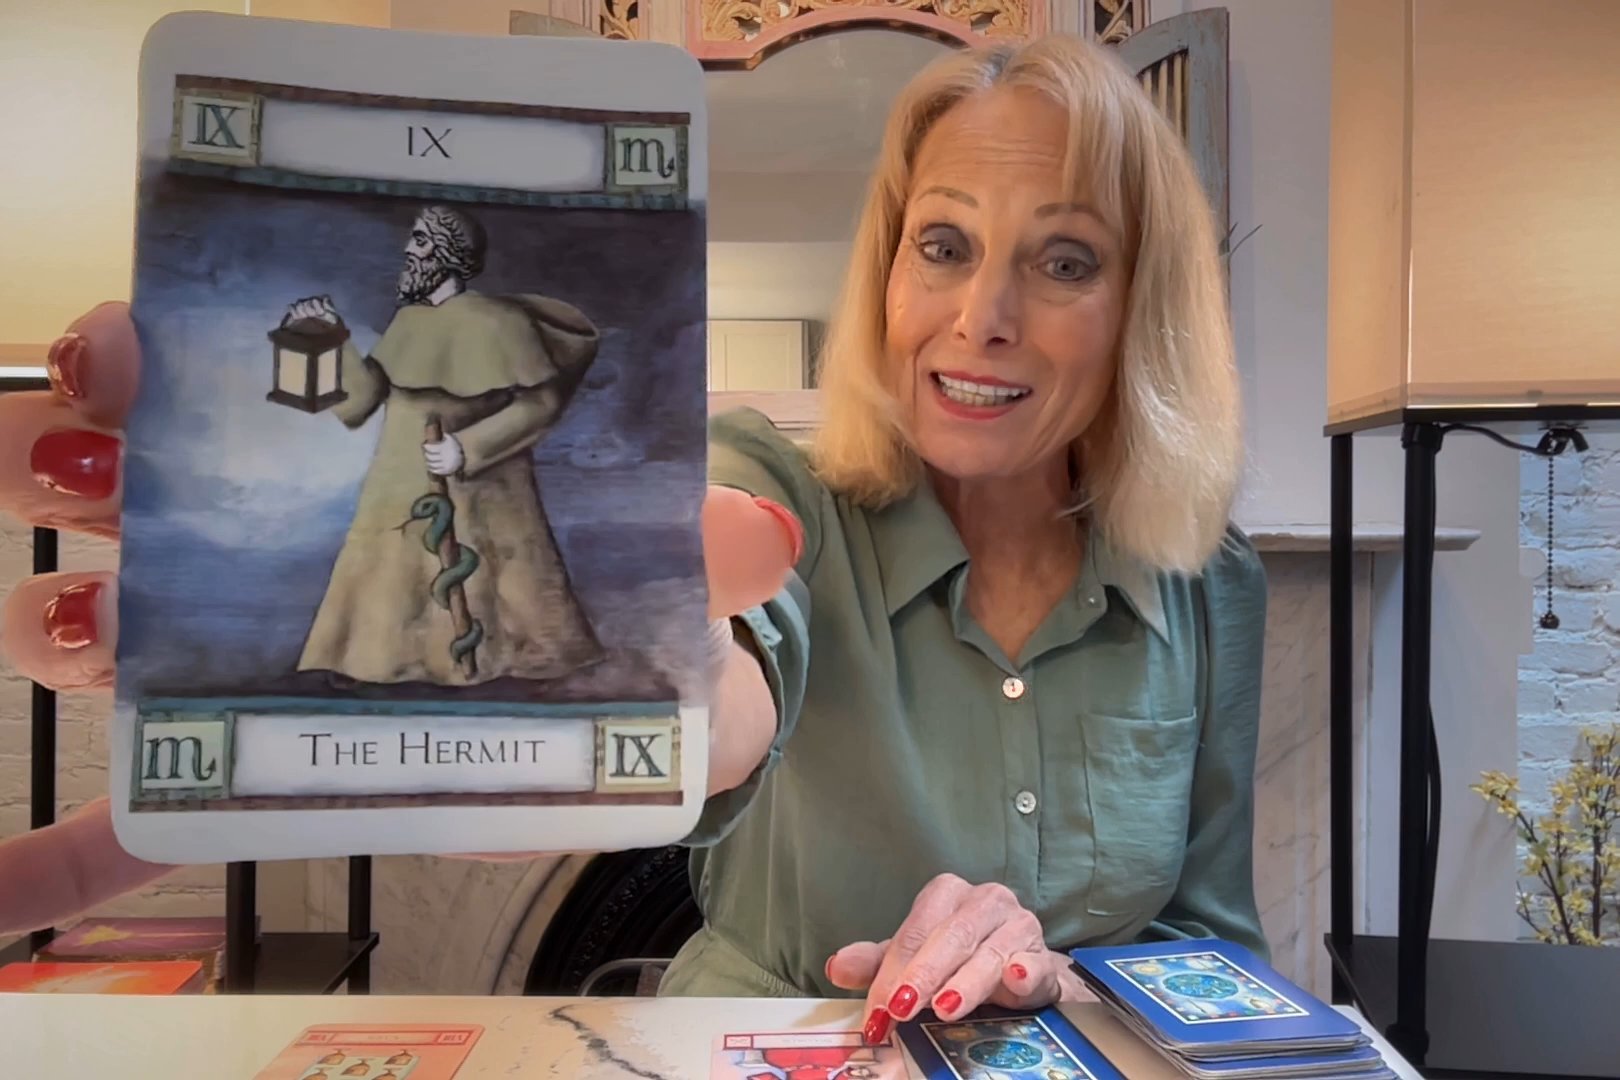 IX IX ♏
♏ THE HERMIT IX